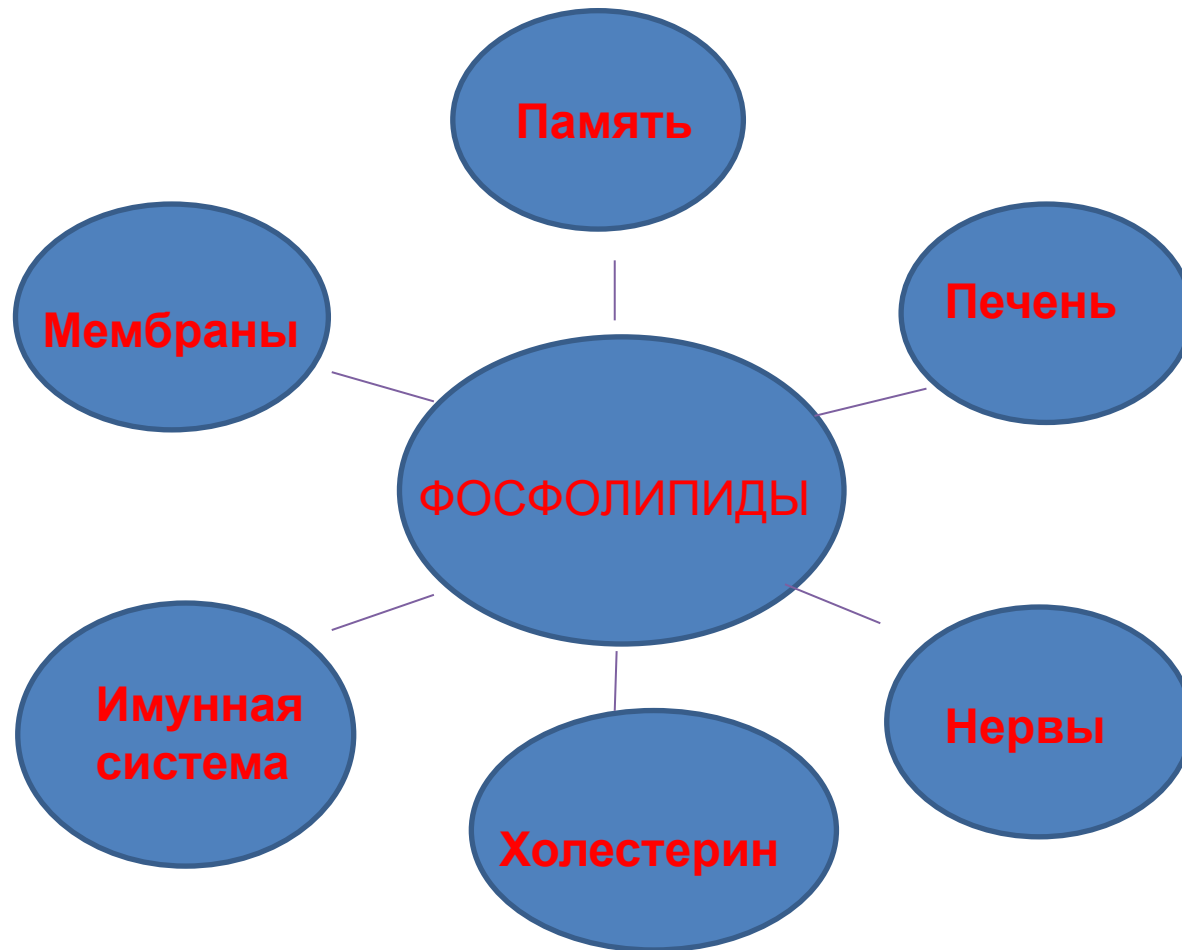 Память
Печень
Мембраны
ФОСФОЛИПИДЫ
Имунная
система
Нервы
Холестерин